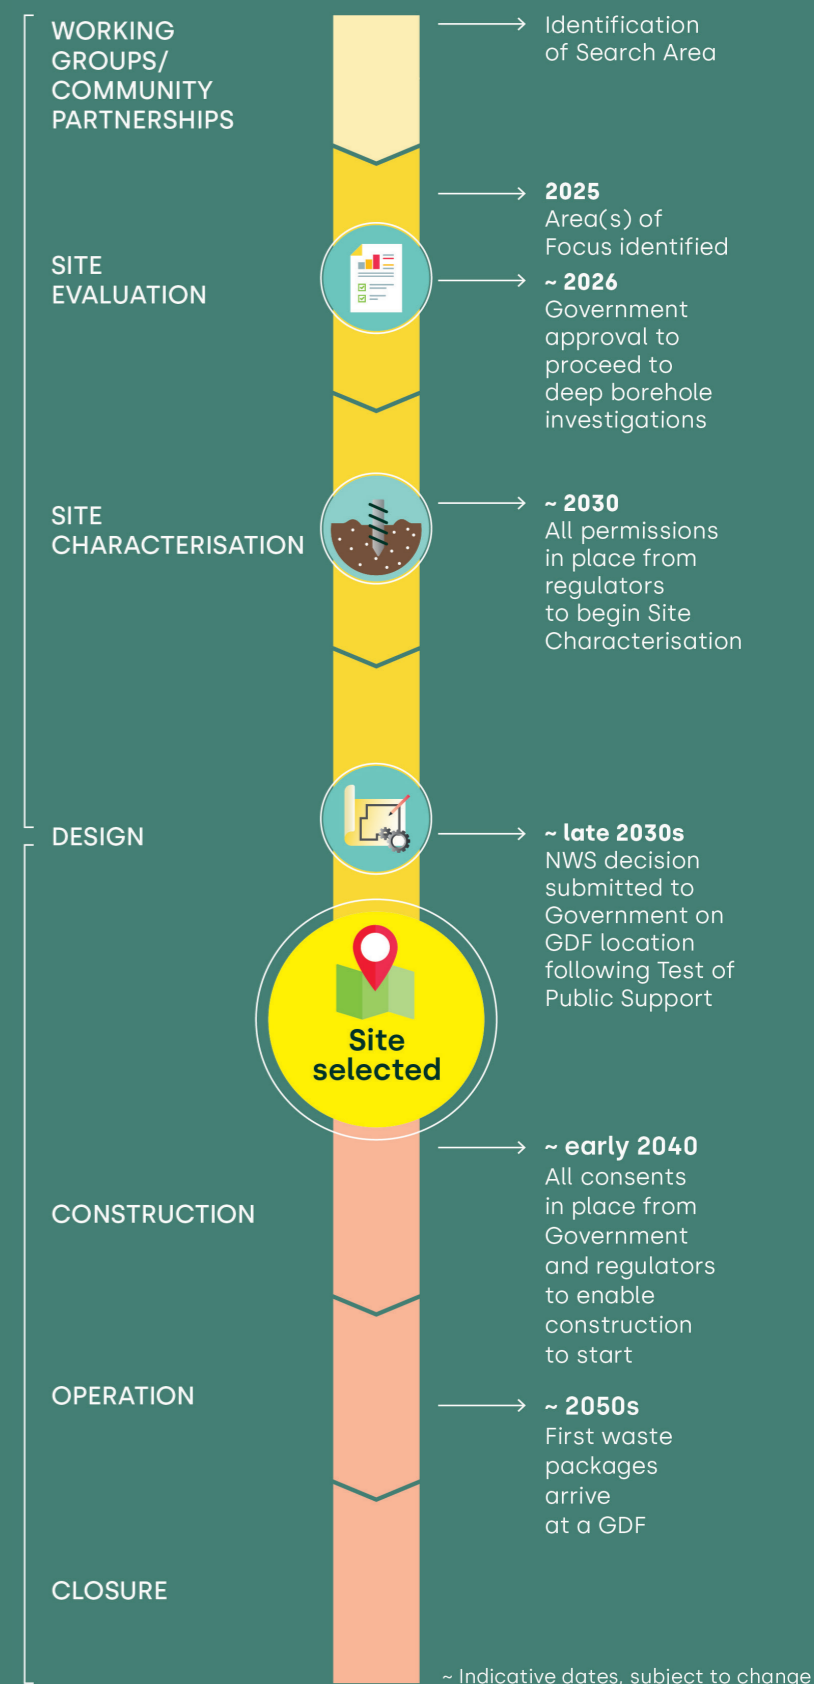 WORKING
GROUPS/
COMMUNITY
PARTNERSHIPS
Identification
of Search Area
2025
Area(s) of
Focus identified
SITE
EVALUATION
~ 2026
Government
approval to
proceed to
deep borehole
investigations
SITE
CHARACTERISATION
~ 2030
All permissions
in place from
regulators
to begin Site
Characterisation
DESIGN
~ late 2030s
NWS decision
submitted to
Government on
GDF location
following Test of
Public Support
Site
selected
~ early 2040
All consents
in place from
Government
and regulators
to enable
construction
to start
CONSTRUCTION
OPERATION
~ 2050s
First waste
packages
arrive
at a GDF
CLOSURE
~ Indicative dates, subject to change